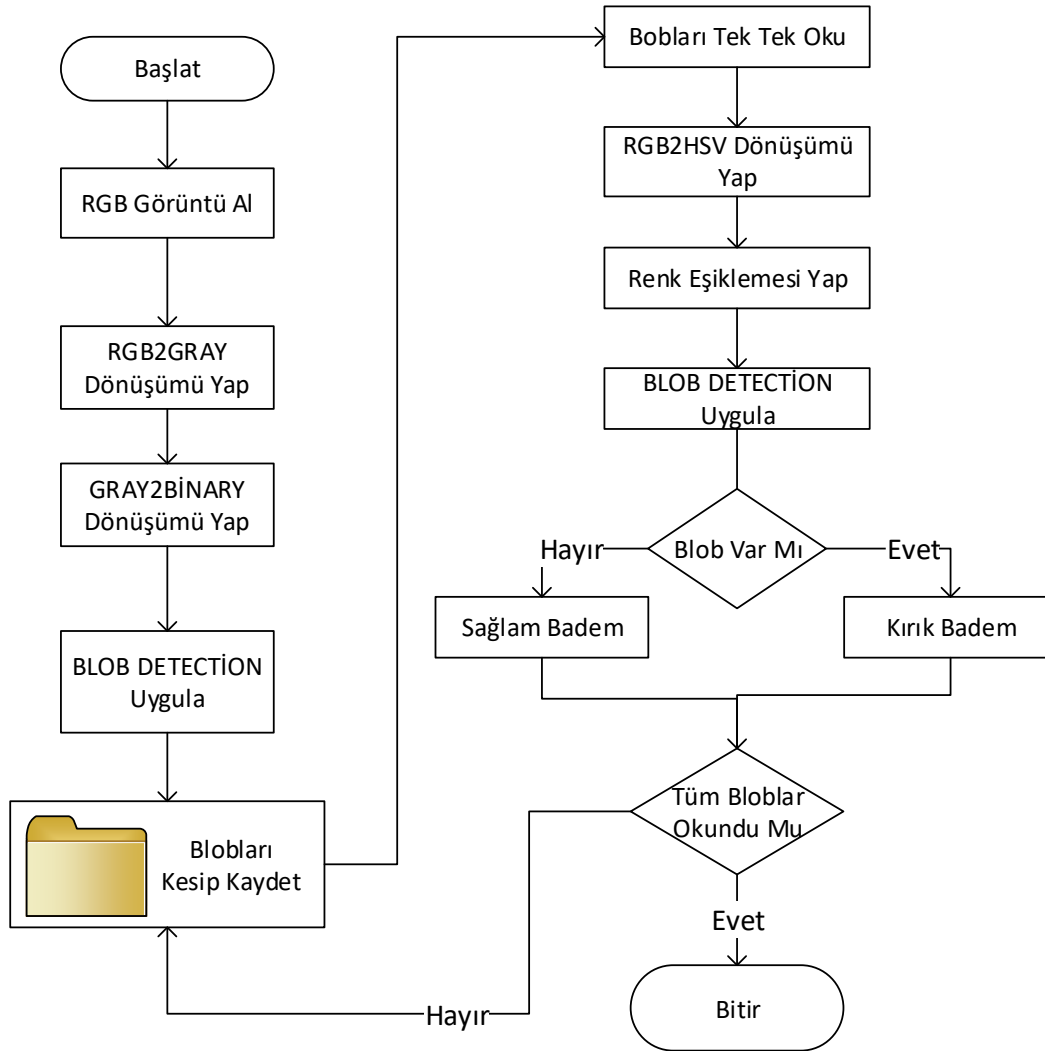 Başlat
RGB Görüntü Al
RGB2GRAY
Dönüşümü Yap
GRAY2BİNARY
Dönüşümü Yap
BLOB DETECTİON
Uygula
Blobları
Kesip Kaydet
Bobları Tek Tek Oku
RGB2HSV Dönüşümü
Yap
Renk Eşiklemesi Yap
BLOB DETECTİON
Uygula
Blob Var Mı
Hayır
Evet
Sağlam Badem
Kırık Badem
Tüm Bloblar
Okundu Mu
Hayır
Evet
Bitir